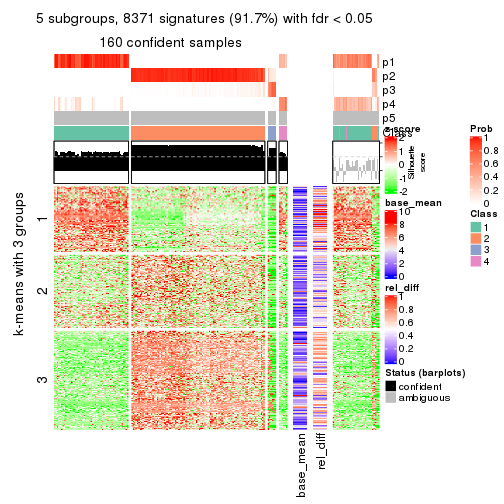 5 subgroups, 8371 signatures (91.7%) with fdr < 0.05
160 confident samples
p1
p2
p3
p4
p5
Class
z-score
2
1
0
-1
-2
Silhouette
score
base_mean
10
8
6
4
2
0
rel_diff
1
0.8
0.6
0.4
0.2
0
Status (barplots)
confident
ambiguous
Prob
1
0.8
0.6
0.4
0.2
0
Class
1
2
3
4
k-means with 3 groups
1
2
3
base_mean
rel_diff